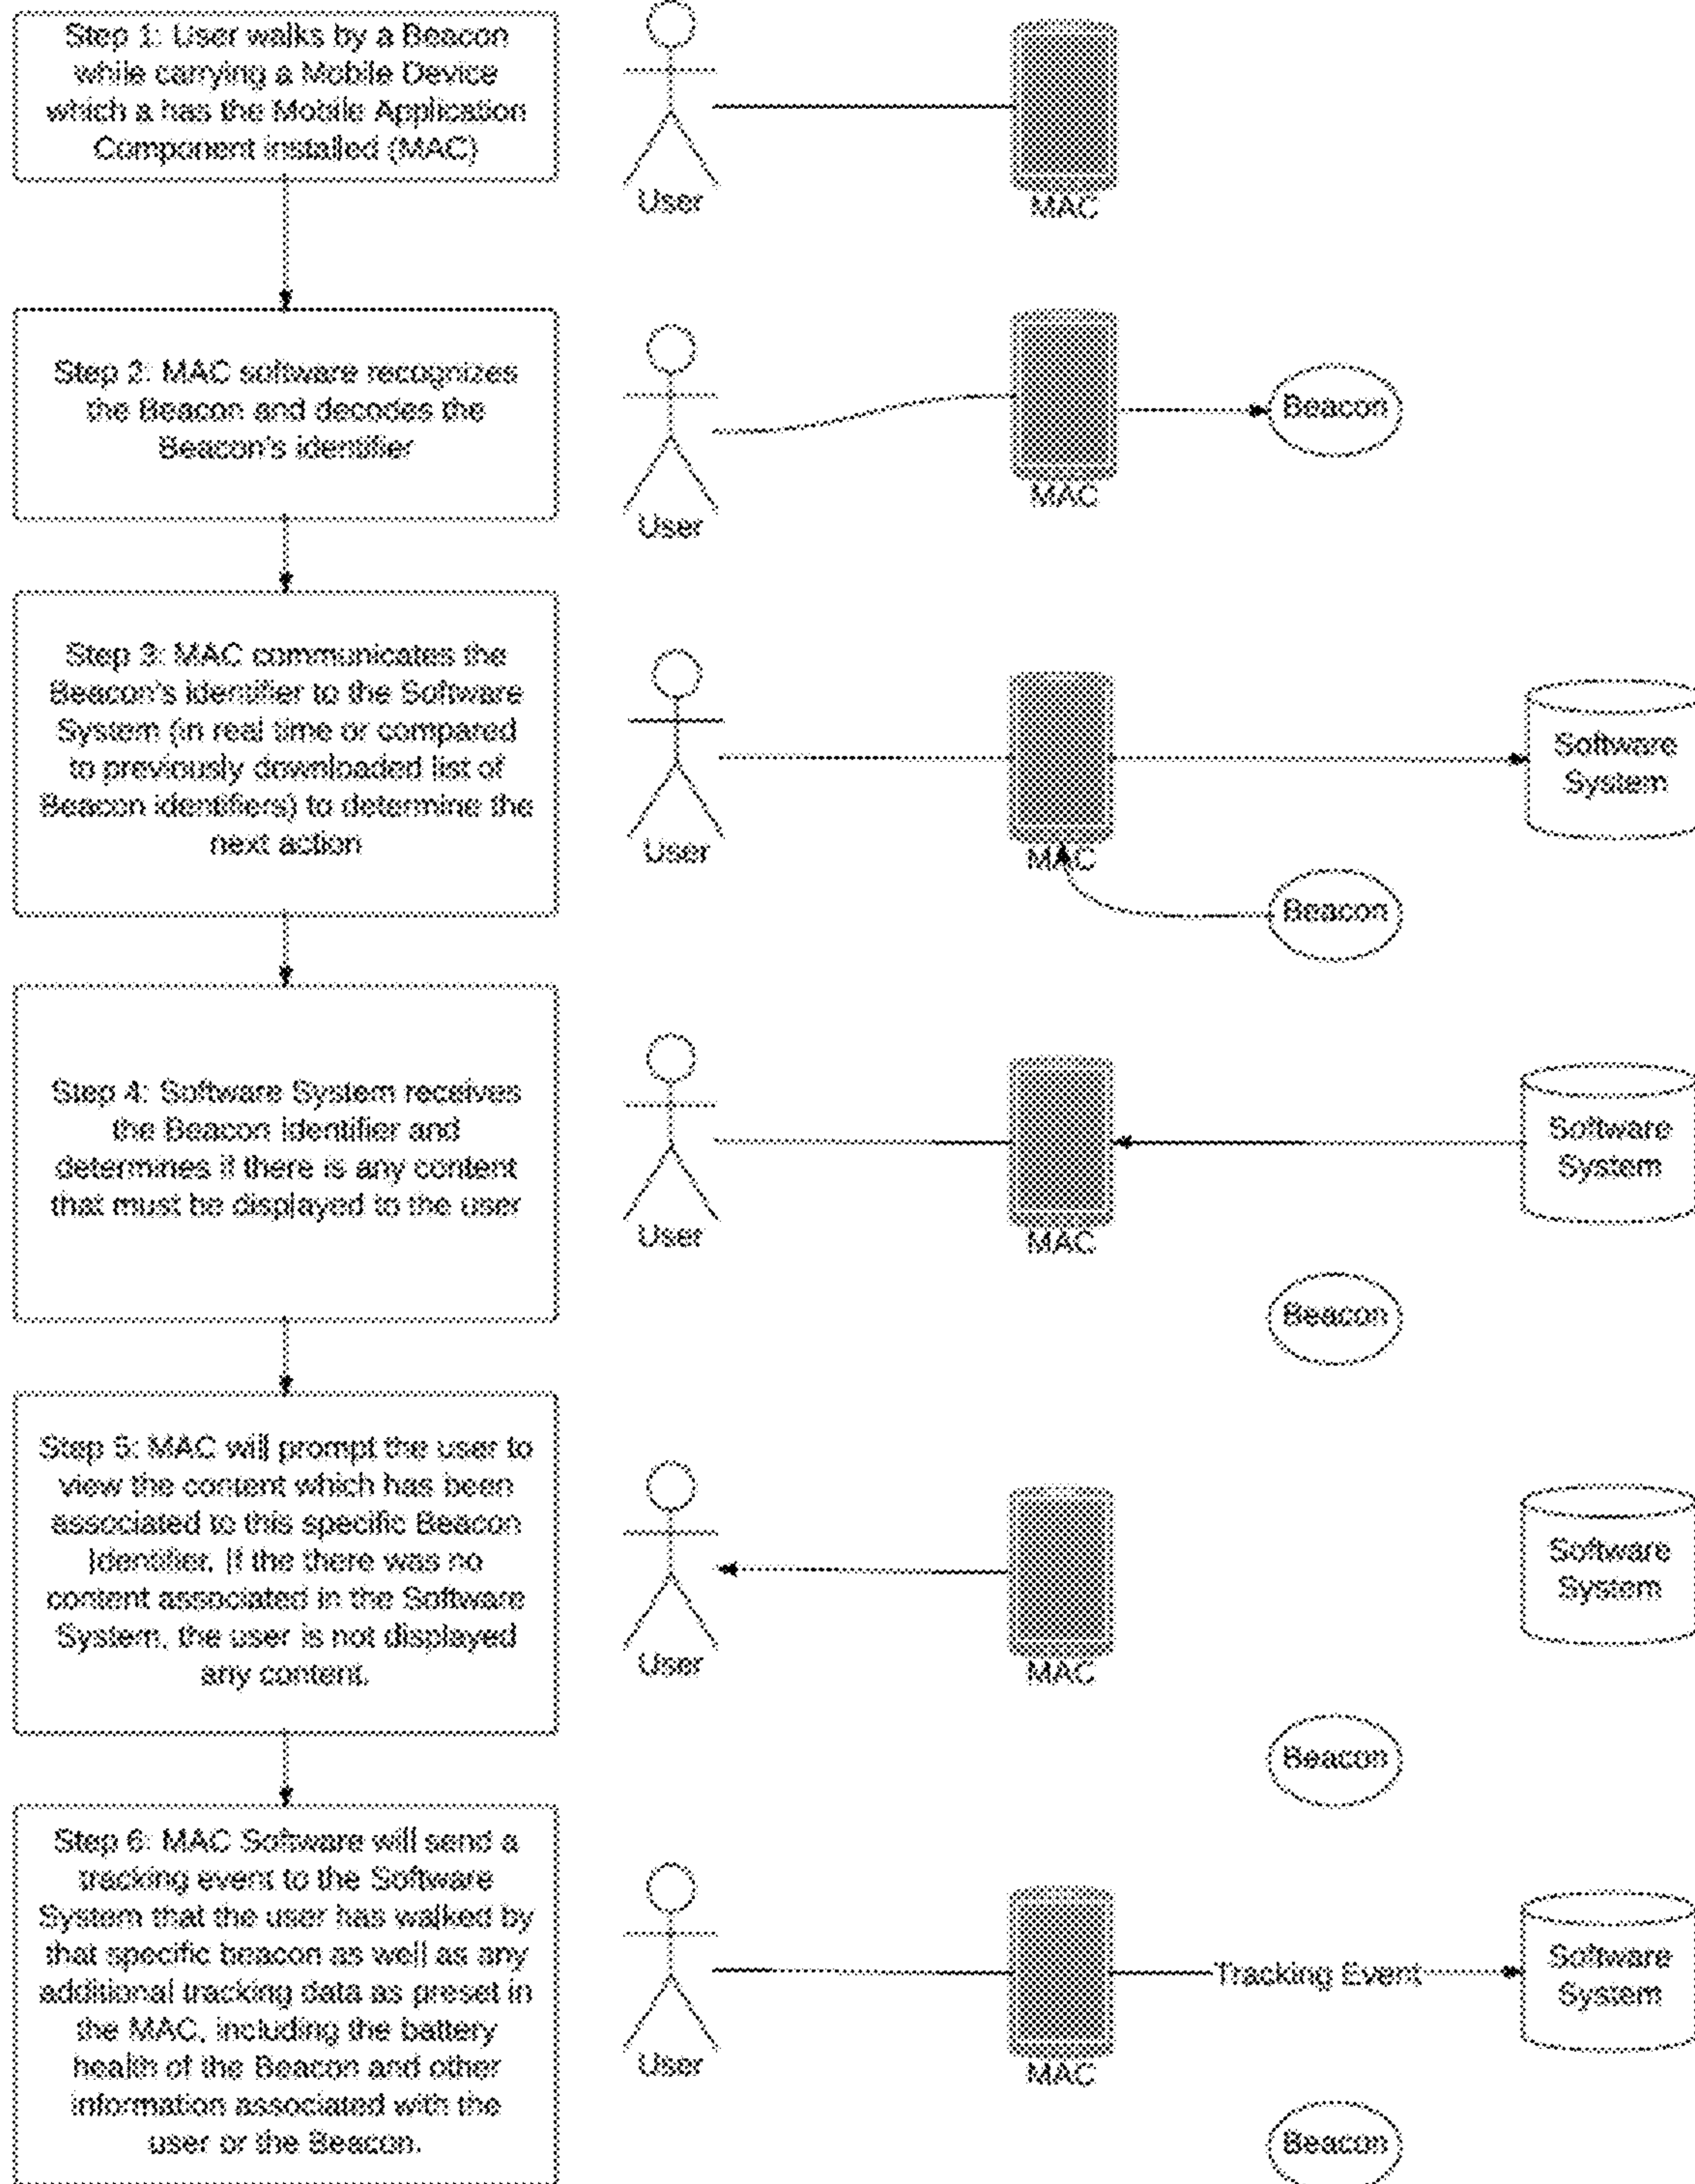 Step 1: User walks by a Beacon
while carrying a Mobile Device
which a has the Mobile Application
Component installed (MAC)
User
MAC
Step 2: MAC software recognizes
the Beacon and decodes the
Beacon's identifier
User
MAC
Beacon
Step 3: MAC communicates the
Beacon's identifier to the Software
System (in real time or compared
to previously downloaded list of
Beacon identifiers) to determine the
next action
User
MAC
Beacon
Software
System
Step 4: Software System receives
the Beacon identifier and
determines if there is any content
that must be displayed to the user
User
MAC
Beacon
Software
System
Step 5: MAC will prompt the user to
view the content which has been
associated to this specific Beacon
Identifier. If the there was no
content associated in the Software
System, the user is not displayed
any content.
User
MAC
Beacon
Software
System
Step 6: MAC Software will send a
tracking event to the Software
System that the user has walked by
that specific beacon as well as any
additional tracking data as preset in
the MAC, including the battery
health of the Beacon and other
information associated with the
user or the Beacon.
User
MAC
Tracking Event
Software
System
Beacon